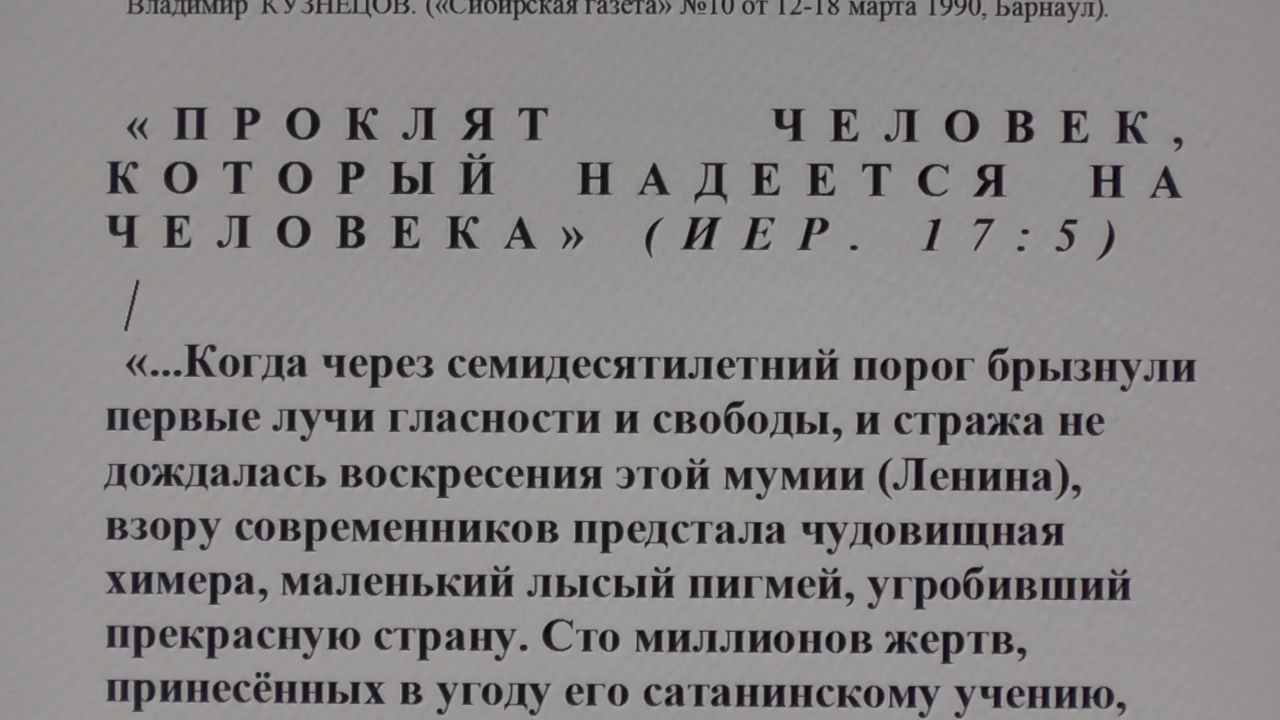 Владимир КУЗНЕЦОВ. («Сибирская газета» №10 от 12-18 марта 1990, Барнаул).
«ПРОКЛЯТ ЧЕЛОВЕК,
КОТОРЫЙ НАДЕЕТСЯ НА
ЧЕЛОВЕКА» (ИЕР. 17:5)
/
«...Когда через семидесятилетний порог брызнули
первые лучи гласности и свободы, и стража не
дождалась воскресения этой мумии (Ленина),
взору современников предстала чудовищная
химера, маленький лысый пигмей, угробивший
прекрасную страну. Сто миллионов жертв,
принесённых в угоду его сатанинскому учению,